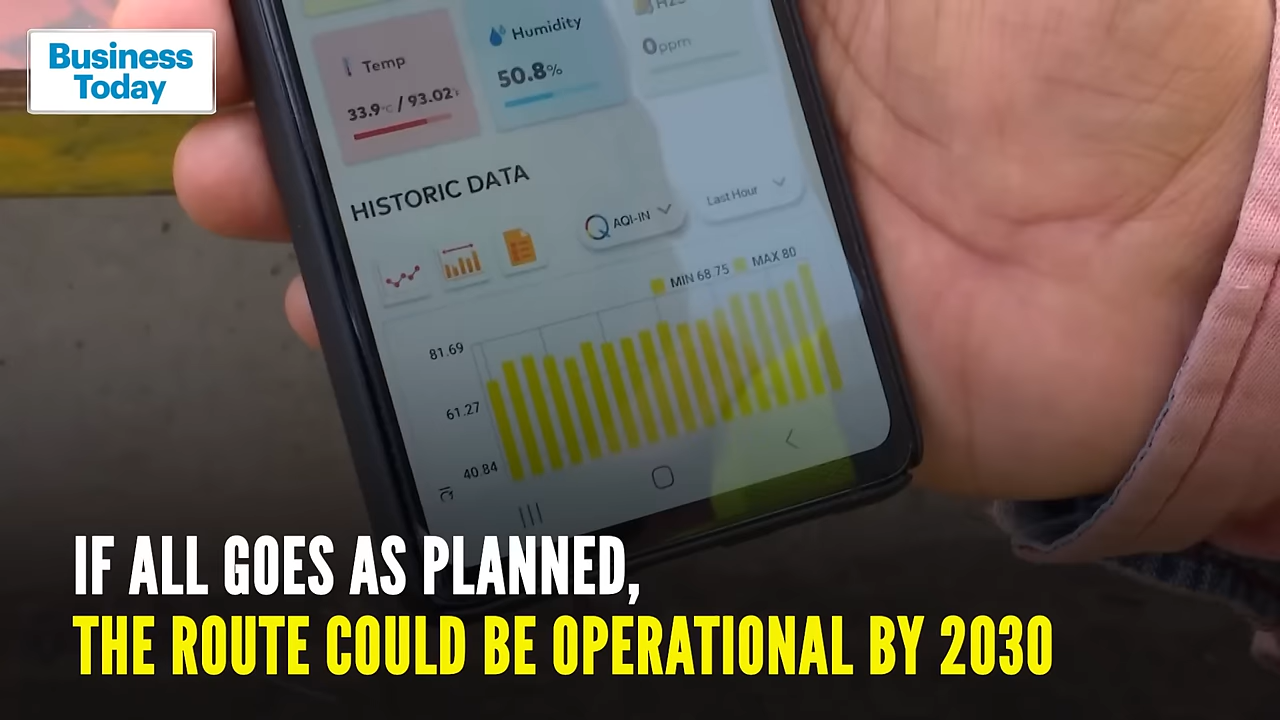 Business
Today
Temp
33.9°C / 93.02
Humidity
50.8%
0ppm
HISTORIC DATA
AQI-IN
Last Hour
MIN 68.75 MAX 80
81.69
61.27
40.84
IF ALL GOES AS PLANNED,
THE ROUTE COULD BE OPERATIONAL BY 2030